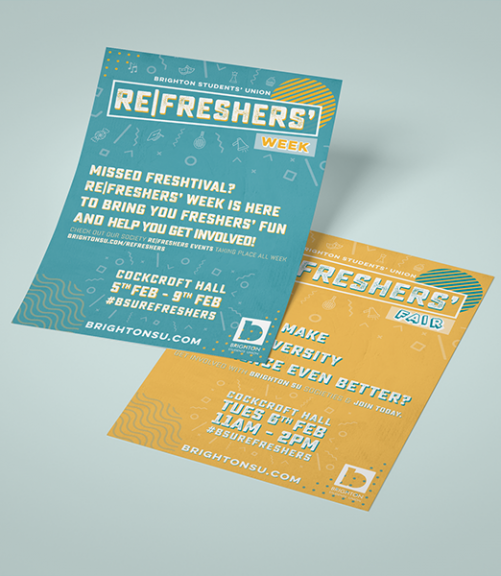 BRIGHTON STUDENTS' UNION
RE|FRESHERS'
WEEK
MISSED FRESHTIVAL?
RE|FRESHERS' WEEK IS HERE
TO BRING YOU FRESHERS' FUN
AND HELP YOU GET INVOLVED!
CHECK OUT OUR SOCIETY RE/FRESHERS EVENTS TAKING PLACE ALL WEEK
BRIGHTONSU.COM/REFRESHERS
COCKCROFT HALL
5TH FEB - 9TH FEB
#BSUREFRESHERS
BRIGHTONSU.COM
BRIGHTON
BRIGHTON STUDENTS' UNION
FRESHERS'
FAIR
MAKE
VERSITY
EVEN BETTER?
BRIGHTON SU
JOIN TODAY.
COCKCROFT HALL
TUES 6TH FEB
11AM - 2PM
#BSUREFRESHERS
BRIGHTONSU.COM